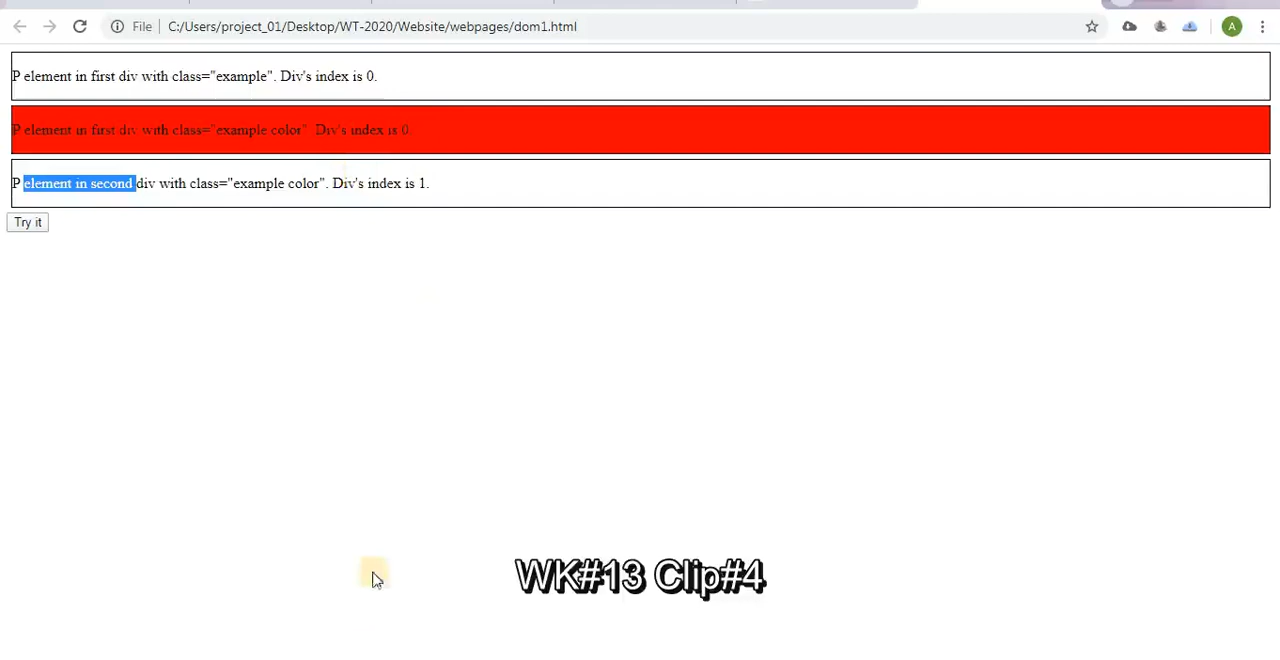 File C:/Users/project_01/Desktop/WT-2020/Website/webpages/dom1.html A
P element in first div with class="example". Div's index is 0.
P element in first div with class="example color" Div's index is 0
P element in second div with class="example color". Div's index is 1.
Try it
WK#13 Clip#4